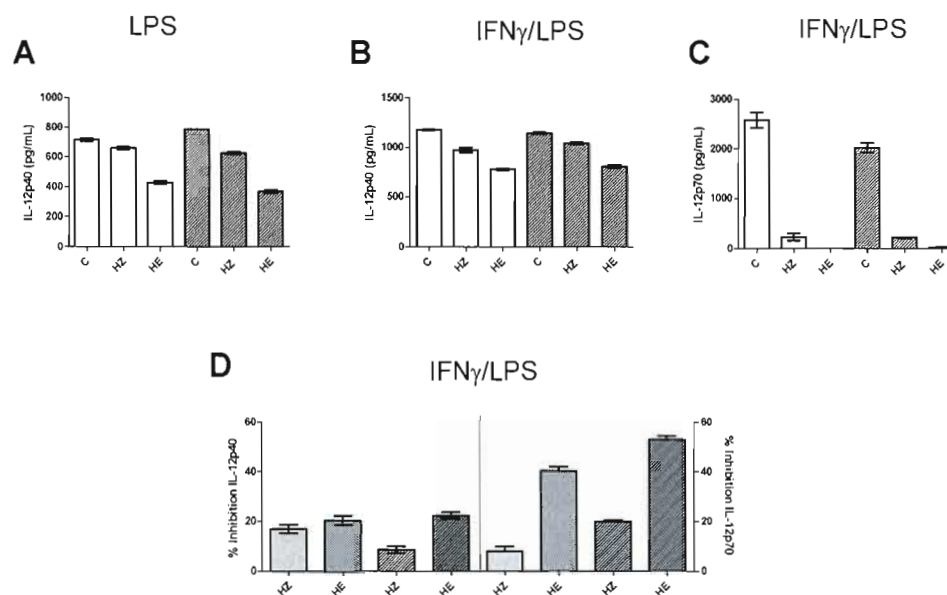 LPS
IFNγ/LPS
IFNγ/LPS
A
B
C
IL-12p40 (pg/mL)
1000
800
600
400
200
0
C HZ HE C HZ HE
IL-12p40 (pg/mL)
1500
1000
500
0
C HZ HE C HZ HE
IL-12p70 (pg/mL)
3000
2000
1000
0
C HZ HE C HZ HE
D
IFNγ/LPS
% Inhibition IL-12p40
60
40
20
0
HZ HE HZ HE HZ HE HZ HE
60
40
20
0
% Inhibition IL-12p70